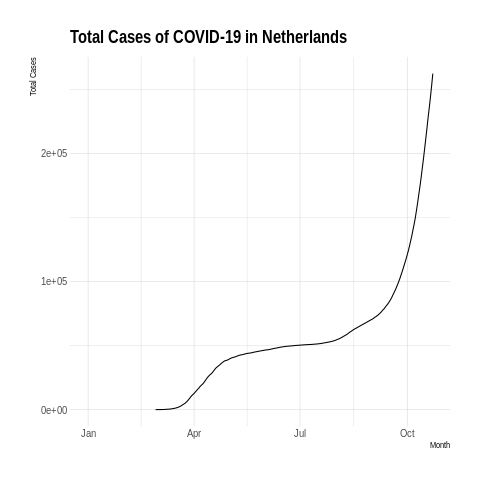 Total Cases of COVID-19 in Netherlands
Total Cases
2e+05
1e+05
0e+00
Jan Apr Jul Oct
Month